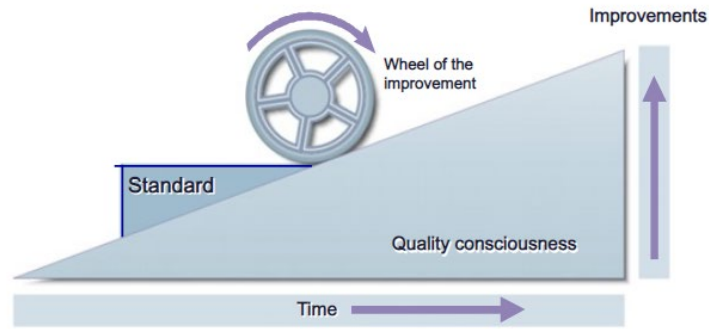 Improvements
Wheel of the
improvement
Standard
Quality consciousness
Time